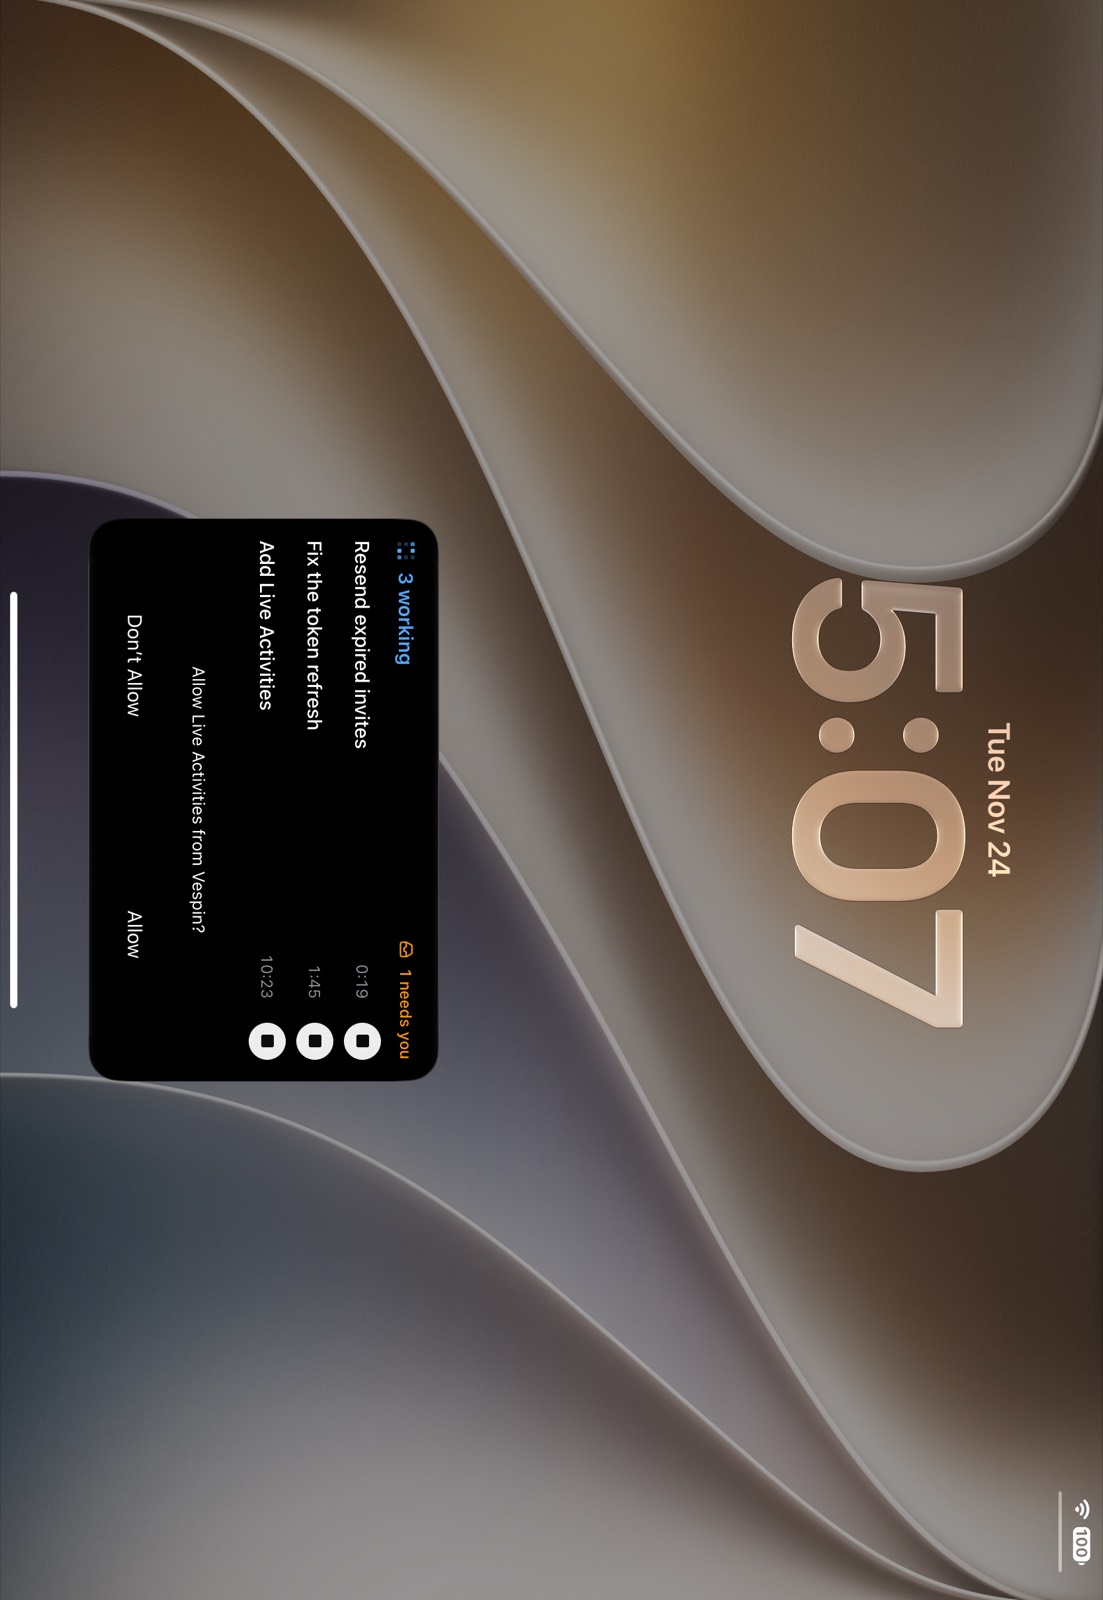 100
Tue Nov 24
5:07
3 working
1 needs you
Resend expired invites 0:19
Fix the token refresh 1:45
Add Live Activities 10:23
Allow Live Activities from Vespin?
Don’t Allow
Allow